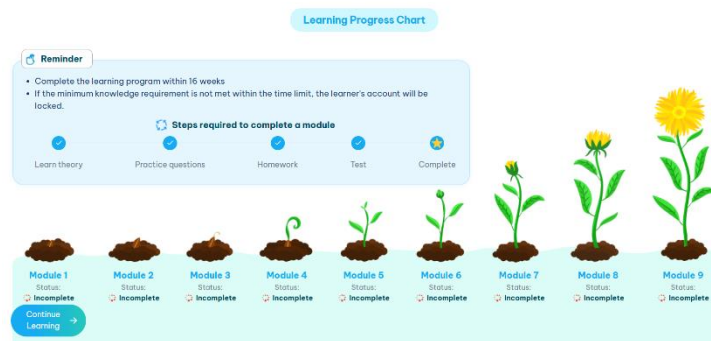 Learning Progress Chart
Reminder
• Complete the learning program within 16 weeks
• If the minimum knowledge requirement is not met within the time limit, the learner's account will be
locked.
Steps required to complete a module
Learn theory Practice questions Homework Test Complete
Module 1 Module 2 Module 3 Module 4 Module 5 Module 6 Module 7 Module 8 Module 9
Status: Status: Status: Status: Status: Status: Status: Status: Status:
Incomplete Incomplete Incomplete Incomplete Incomplete Incomplete Incomplete Incomplete Incomplete
Continue
Learning